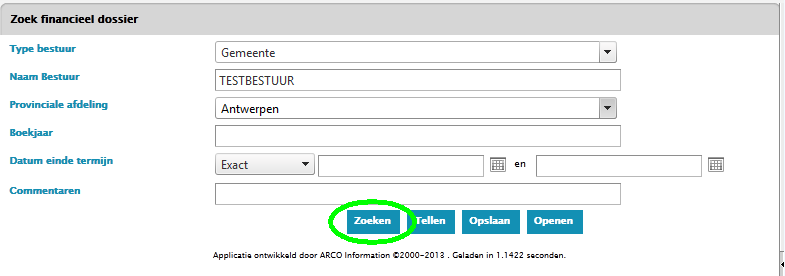 Zoek financieel dossier
Type bestuur Gemeente
Naam Bestuur TESTBESTUUR
Provinciale afdeling Antwerpen
Boekjaar
Datum einde termijn Exact en
Commentaren
Zoeken Tellen Opslaan Openen
Applicatie ontwikkeld door ARCO Information ©2000-2013 . Geladen in 1.1422 seconden.